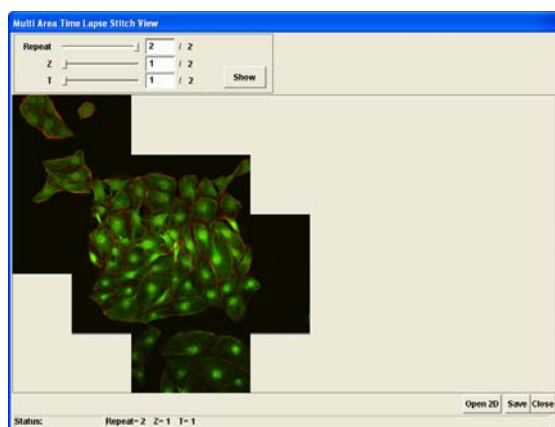 Multi Area Time Lapse Stitch View
Repeat 2 / 2
Z 1 / 2
T 1 / 2 Show
Open 2D Save Close
Status: Repeat= 2 Z= 1 T= 1